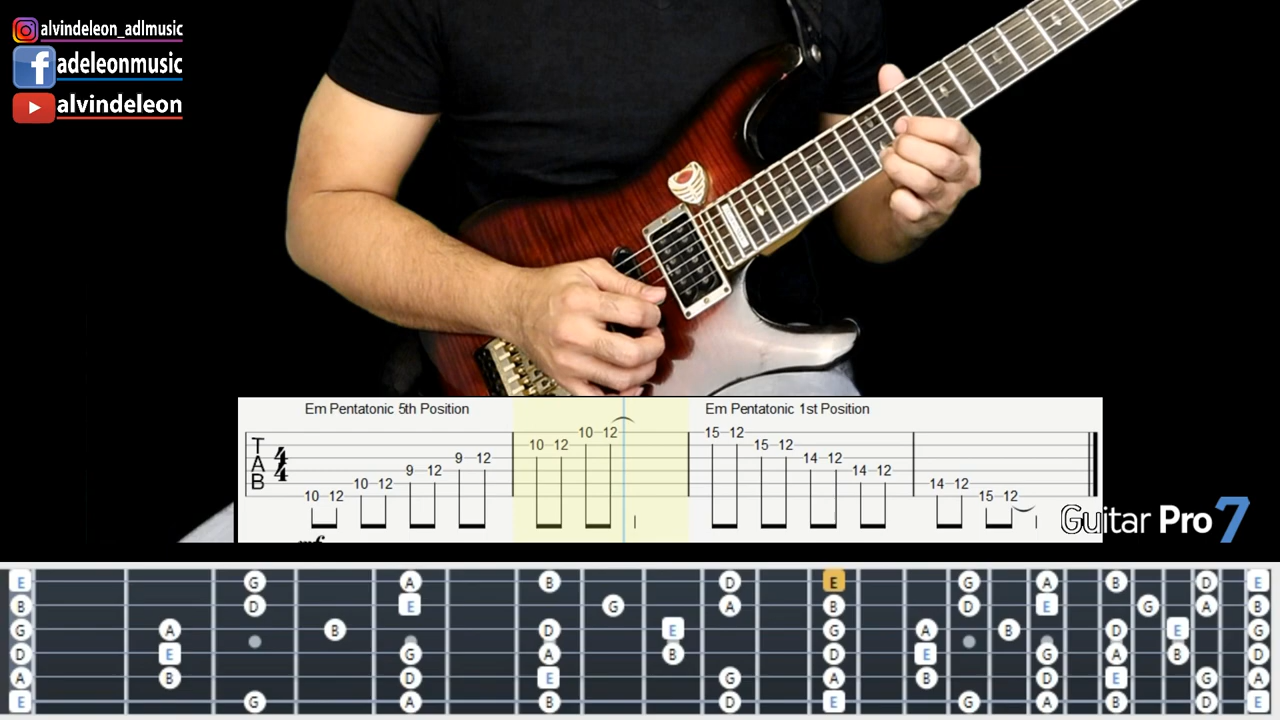 alvindeleon_adlmusic
adeleonmusic
alvindeleon
Em Pentatonic 5th Position
Em Pentatonic 1st Position
10 12 10 12 9 12 9 12 10 12 10 12 15 12 15 12 14 12 14 12 14 12 15 12
T
A
B
4
4
mf
Guitar Pro 7
E G A B D E G A B D E
B D E G A B D E G A B
G A B D E G A B D E G
D E G A B D E G A B D
A B D E G A B D E G A
E G A B D E G A B D E